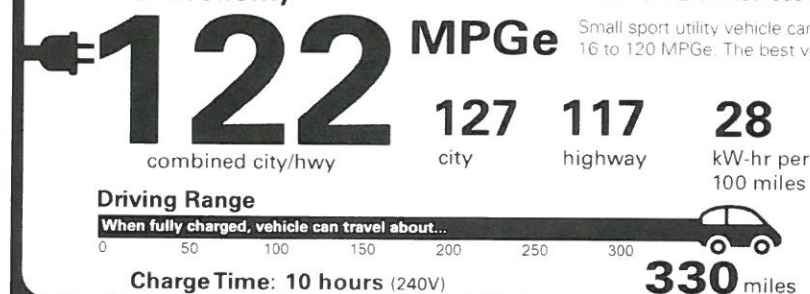 122 MPGe
Small sport utility vehicle
16 to 120 MPGe. The best
127 117 28
combined city/hwy city highway kW-hr per
100 miles
Driving Range
When fully charged, vehicle can travel about...
0 50 100 150 200 250 300
Charge Time: 10 hours (240V) 330 miles